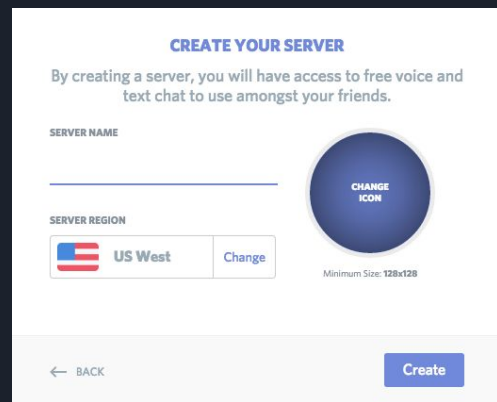 CREATE YOUR SERVER
By creating a server, you will have access to free voice and
text chat to use amongst your friends.
SERVER NAME
CHANGE
ICON
SERVER REGION
US West
Change
Minimum Size: 128x128
BACK
Create